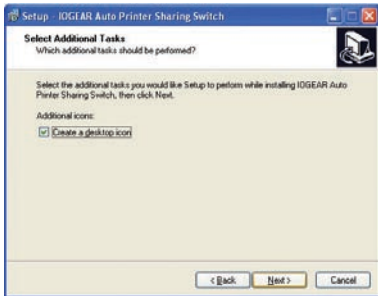 Setup - IOGEAR Auto Printer Sharing Switch
Select Additional Tasks
Which additional tasks should be performed?
Select the additional tasks you would like Setup to perform while installing IOGEAR Auto
Printer Sharing Switch, then click Next.
Additional icons:
Create a desktop icon
< Back
Next >
Cancel